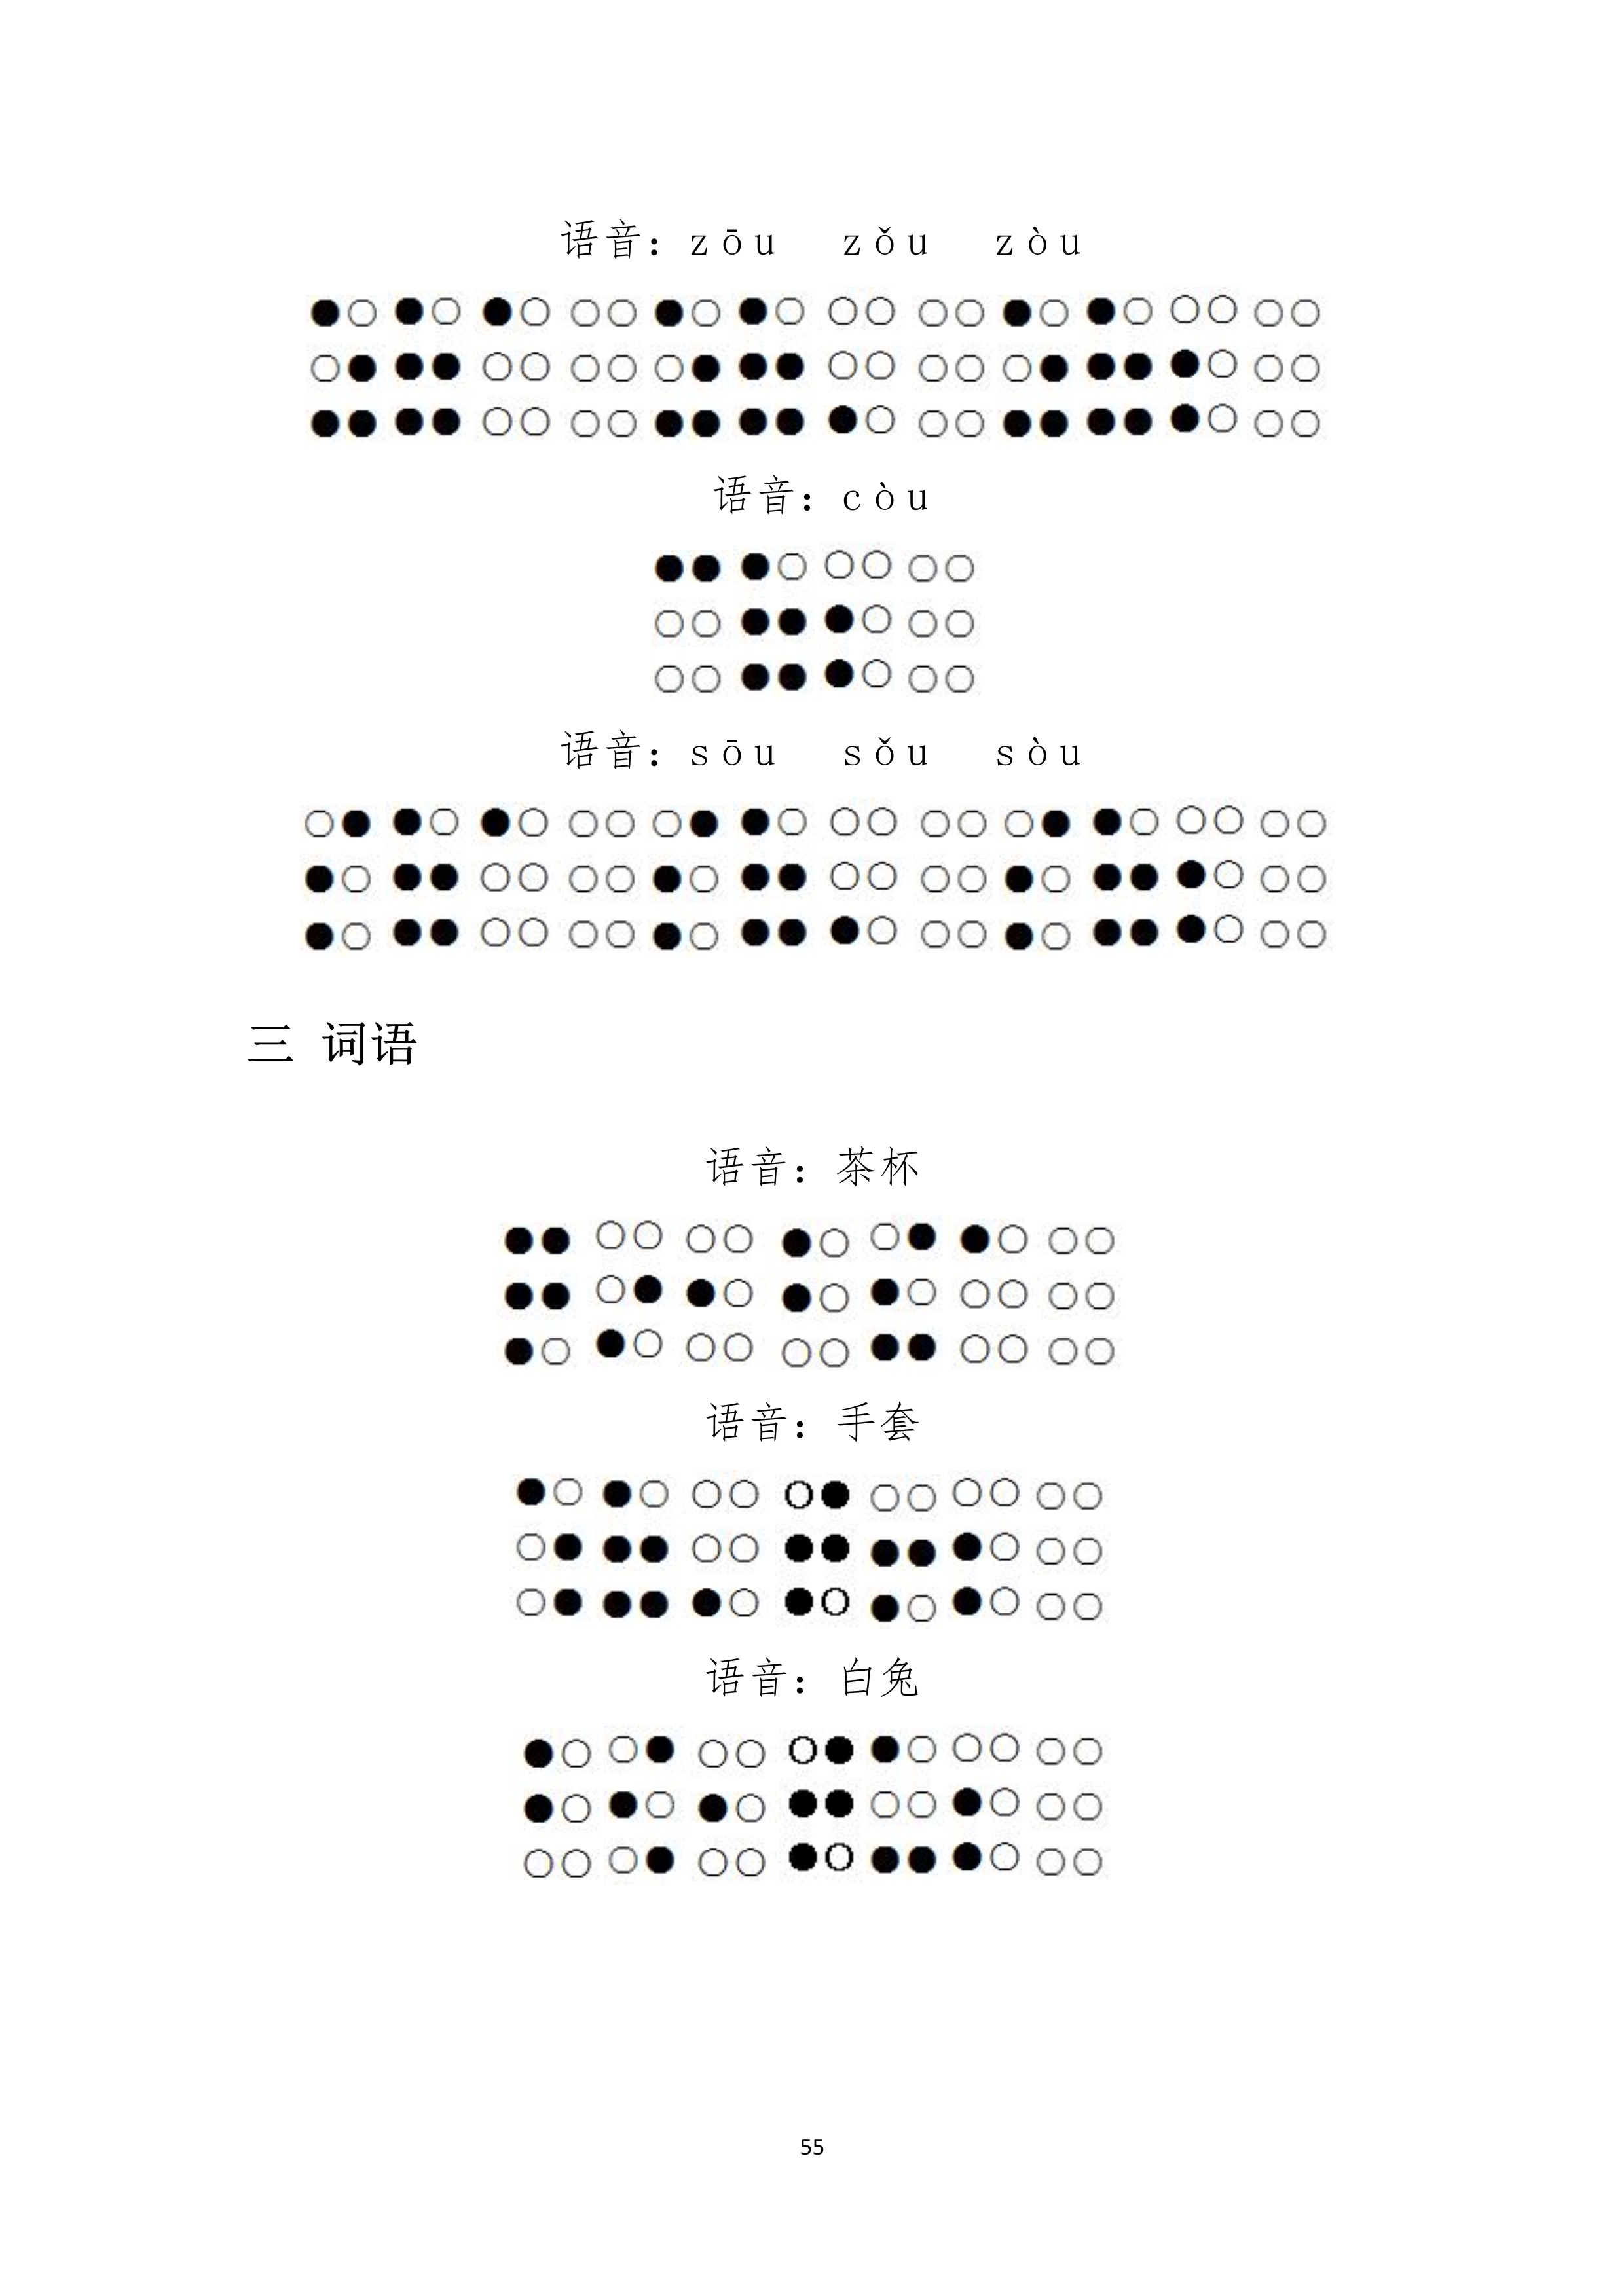 语音：zōu zǒu zòu
语音：còu
语音：sōu sǒu sòu
三 词语
语音：茶杯
语音：手套
语音：白兔
55